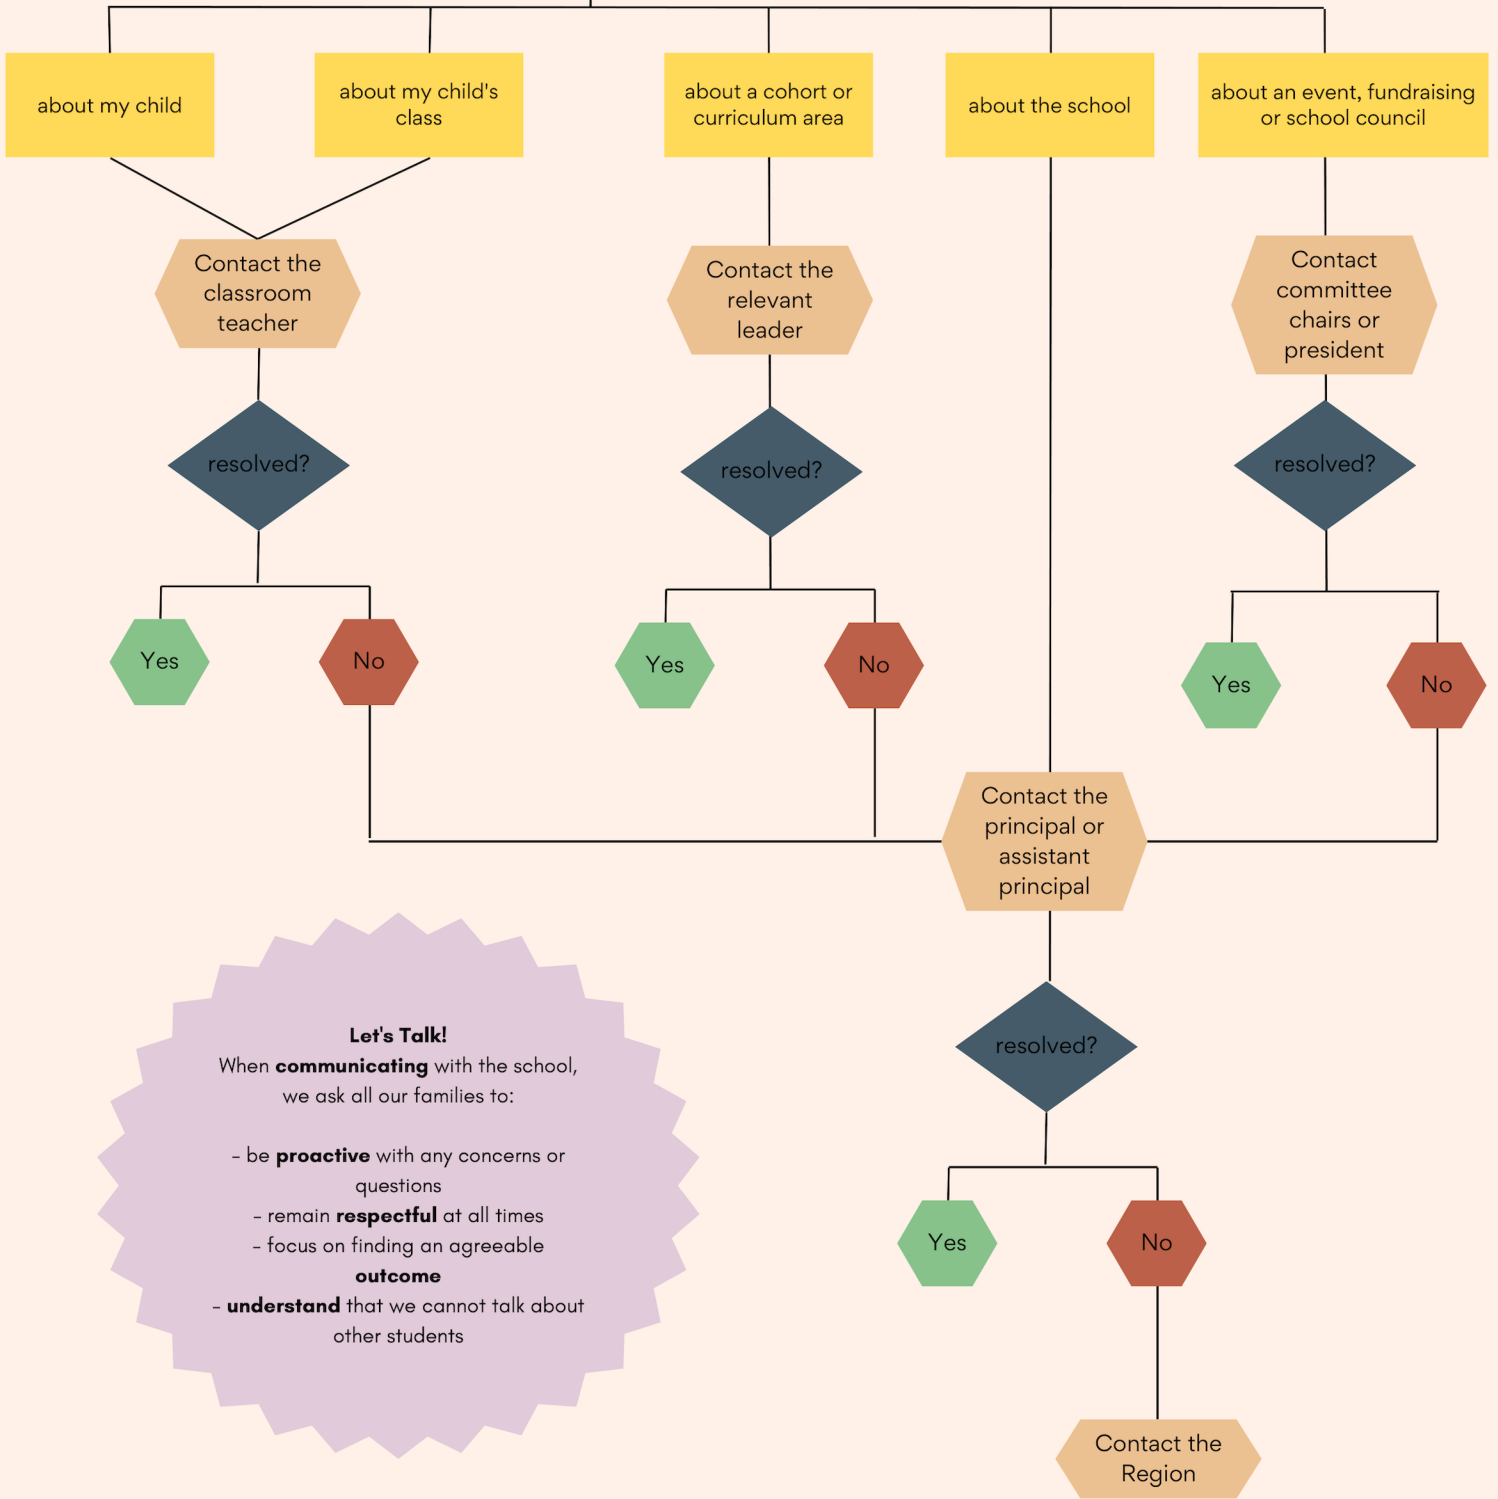 about my child
about my child's
class
about a cohort or
curriculum area
about the school
about an event, fundraising
or school council
Contact the
classroom
teacher
Contact the
relevant
leader
Contact
committee
chairs or
president
resolved?
resolved?
resolved?
Yes
No
Yes
No
Yes
No
Contact the
principal or
assistant
principal
resolved?
Yes
No
Contact the
Region
Let's Talk!
When communicating with the school,
we ask all our families to:
- be proactive with any concerns or
questions
- remain respectful at all times
- focus on finding an agreeable
outcome
- understand that we cannot talk about
other students